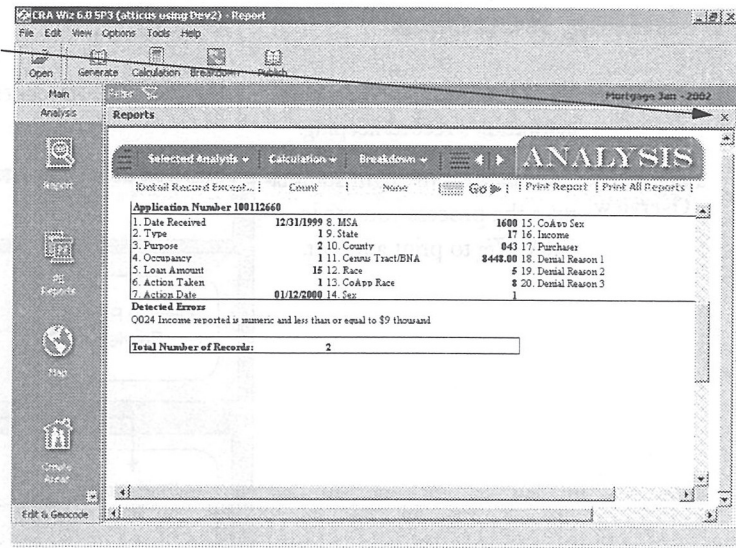 CRA Wiz 6.0 SP3 (atticus using Dev2) - Report
File Edit View Options Tools Help
Open Generate Calculation Breakdown Publish
Main
Filter
Mortgage Jan - 2002
Analysis
Reports
Selected Analysis Calculation Breakdown ANALYSIS
Report
Detail Record Except... Count None Go Print Report Print All Reports
Application Number 100112660
1. Date Received 12/31/1999 8. MSA 1600 15. CoApp Sex
2. Type 1 9. State 17 16. Income
3. Purpose 2 10. County 043 17. Purchaser
4. Occupancy 1 11. Census Tract/BNA 8448.00 18. Denial Reason 1
5. Loan Amount 15 12. Race 5 19. Denial Reason 2
6. Action Taken 1 13. CoApp Race 8 20. Denial Reason 3
7. Action Date 01/12/2000 14. Sex 1
Detected Errors
Q024 Income reported is numeric and less than or equal to $9 thousand
Total Number of Records: 2
Reports
Map
Create
Areas
Edit & Geocode